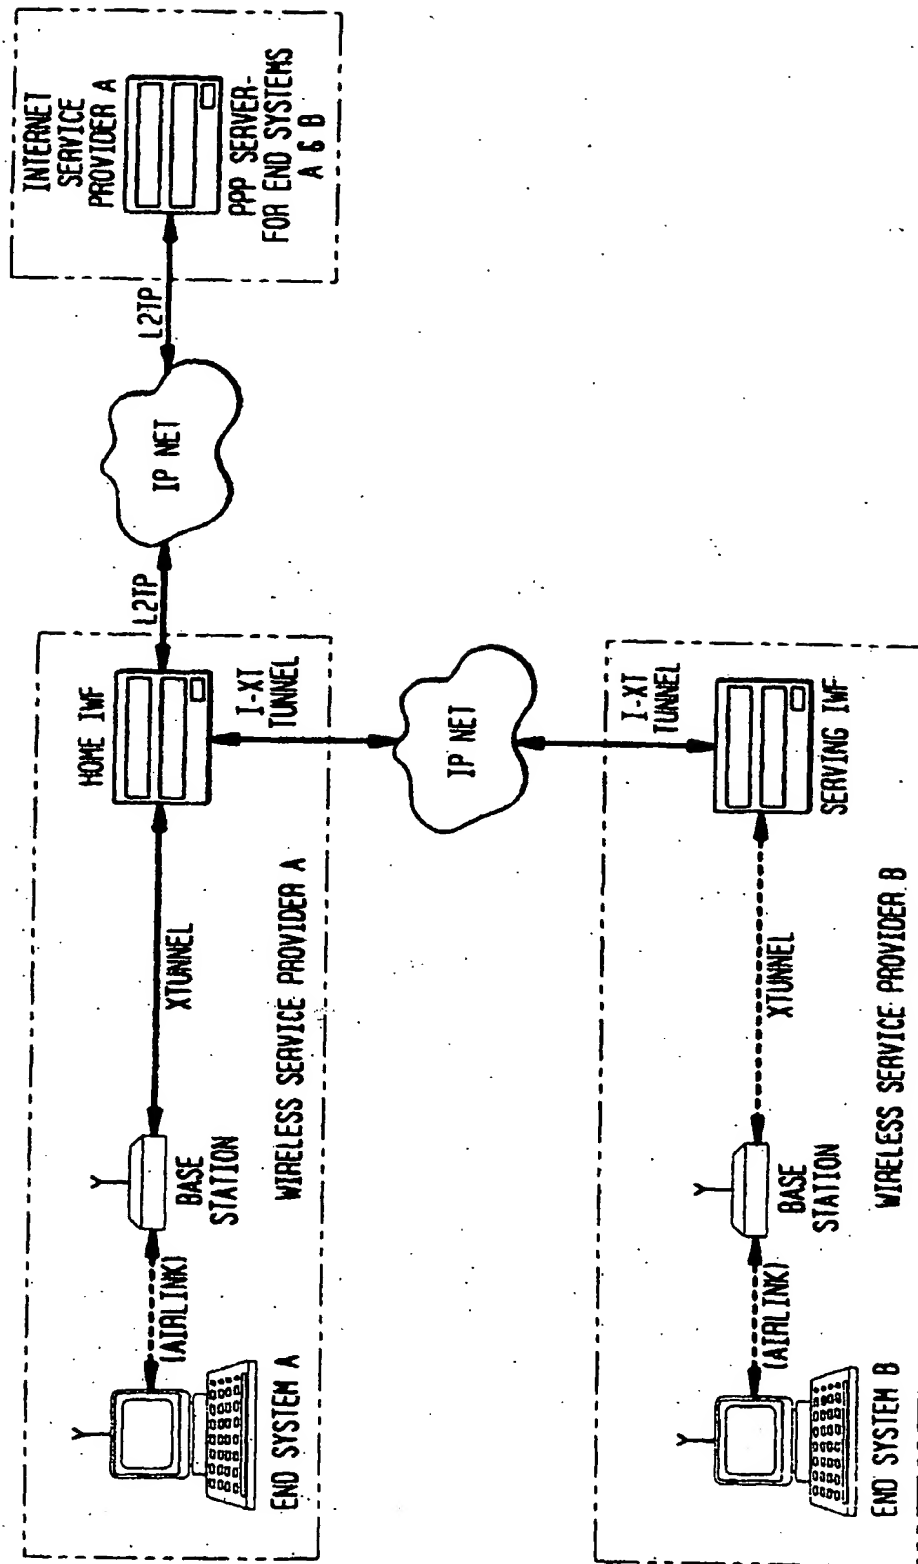 INTERNET
SERVICE
PROVIDER A
PPP SERVER-
FOR END SYSTEMS
A & B
L2TP
IP NET
L2TP
HOME IWF
I-XT
TUNNEL
XTUNNEL
BASE
STATION
(AIRLINK)
END SYSTEM A
WIRELESS SERVICE PROVIDER A
IP NET
I-XT
TUNNEL
SERVING IWF
XTUNNEL
BASE
STATION
(AIRLINK)
END SYSTEM B
WIRELESS SERVICE PROVIDER B